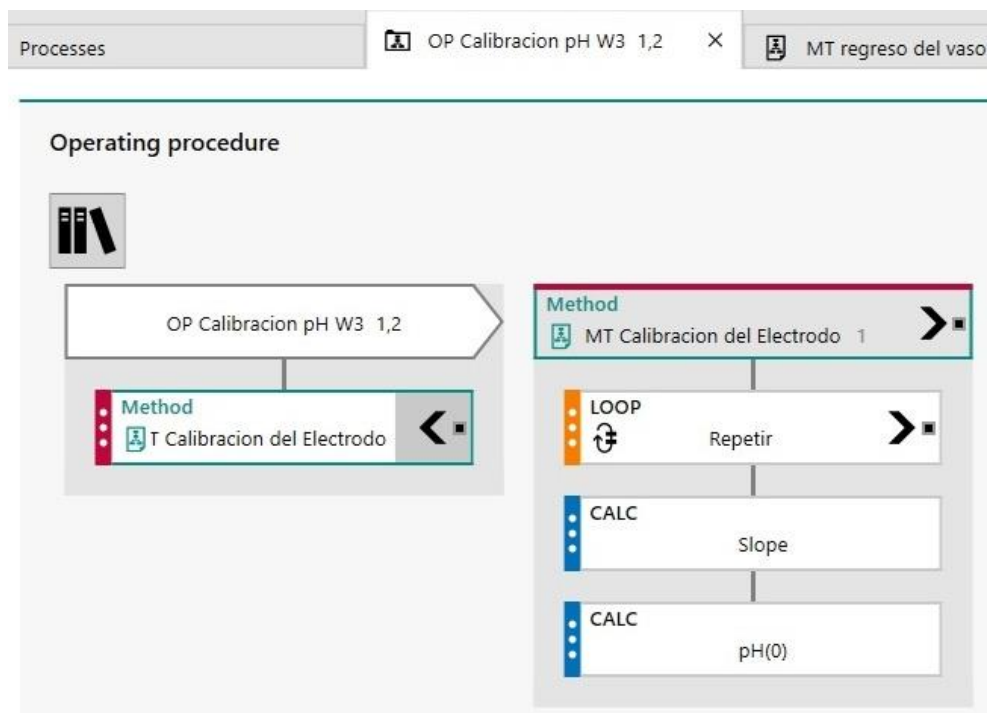 Processes
OP Calibracion pH W3 1,2
MT regreso del vaso
Operating procedure
OP Calibracion pH W3 1,2
Method
T Calibracion del Electrodo
Method
MT Calibracion del Electrodo 1
LOOP
Repetir
CALC
Slope
CALC
pH(0)